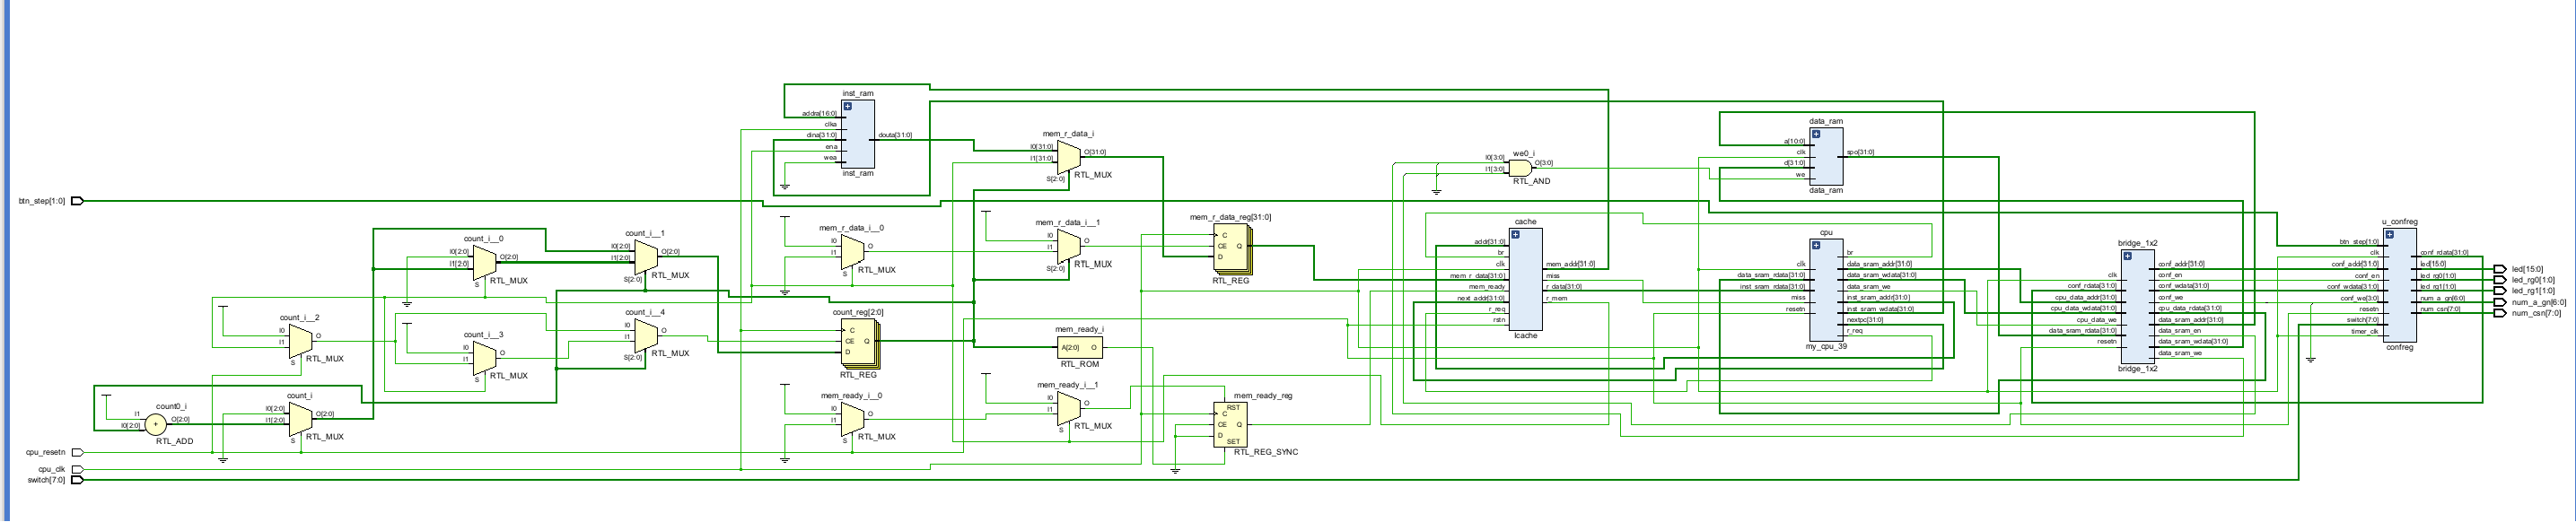 btn_step[1:0]
cpu_resetn
cpu_clk
switch[7:0]
count0_i
I1
I0[2:0]
O[2:0]
+
RTL_ADD
count_i__2
I0
I1
O
S
RTL_MUX
count_i
I0[2:0]
I1[2:0]
O[2:0]
S
RTL_MUX
count_i__0
I0[2:0]
I1[2:0]
O[2:0]
S
RTL_MUX
count_i__3
I0
I1
O
S
RTL_MUX
count_i__1
I0[2:0]
I1[2:0]
O[2:0]
S[2:0]
RTL_MUX
count_i__4
I0
I1
O
S[2:0]
RTL_MUX
inst_ram
addra[16:0]
clka
dina[31:0]
ena
wea
douta[31:0]
inst_ram
mem_r_data_i__0
I0
I1
O
S
RTL_MUX
count_reg[2:0]
C
CE
D
Q
RTL_REG
mem_ready_i__0
I0
I1
O
S
RTL_MUX
mem_r_data_i
I0[31:0]
I1[31:0]
O[31:0]
S[2:0]
RTL_MUX
mem_r_data_i__1
I0
I1
O
S[2:0]
RTL_MUX
mem_ready_i
A[2:0]
O
RTL_ROM
mem_ready_i__1
I0
I1
O
S
RTL_MUX
mem_r_data_reg[31:0]
C
CE
D
Q
RTL_REG
mem_ready_reg
RST
C
CE
D
Q
SET
RTL_REG_SYNC
we0_i
I0[3:0]
I1[3:0]
O[3:0]
RTL_AND
cache
addr[31:0]
br
clk
mem_r_data[31:0]
mem_ready
next_addr[31:0]
r_req
rstn
mem_addr[31:0]
miss
r_data[31:0]
r_mem
Icache
data_ram
a[10:0]
clk
d[31:0]
we
spo[31:0]
data_ram
cpu
clk
data_sram_rdata[31:0]
inst_sram_rdata[31:0]
miss
resetn
br
data_sram_addr[31:0]
data_sram_wdata[31:0]
data_sram_we
inst_sram_addr[31:0]
inst_sram_wdata[31:0]
nextpc[31:0]
r_req
my_cpu_39
bridge_1x2
clk
conf_rdata[31:0]
cpu_data_addr[31:0]
cpu_data_wdata[31:0]
cpu_data_we
data_sram_rdata[31:0]
resetn
conf_addr[31:0]
conf_en
conf_wdata[31:0]
conf_we
cpu_data_rdata[31:0]
data_sram_addr[31:0]
data_sram_en
data_sram_wdata[31:0]
data_sram_we
bridge_1x2
u_confreg
btn_step[1:0]
clk
conf_addr[31:0]
conf_en
conf_wdata[31:0]
conf_we[3:0]
resetn
switch[7:0]
timer_clk
conf_rdata[31:0]
led[15:0]
led_rg0[1:0]
led_rg1[1:0]
num_a_gn[6:0]
num_csn[7:0]
confreg
led[15:0]
led_rg0[1:0]
led_rg1[1:0]
num_a_gn[6:0]
num_csn[7:0]